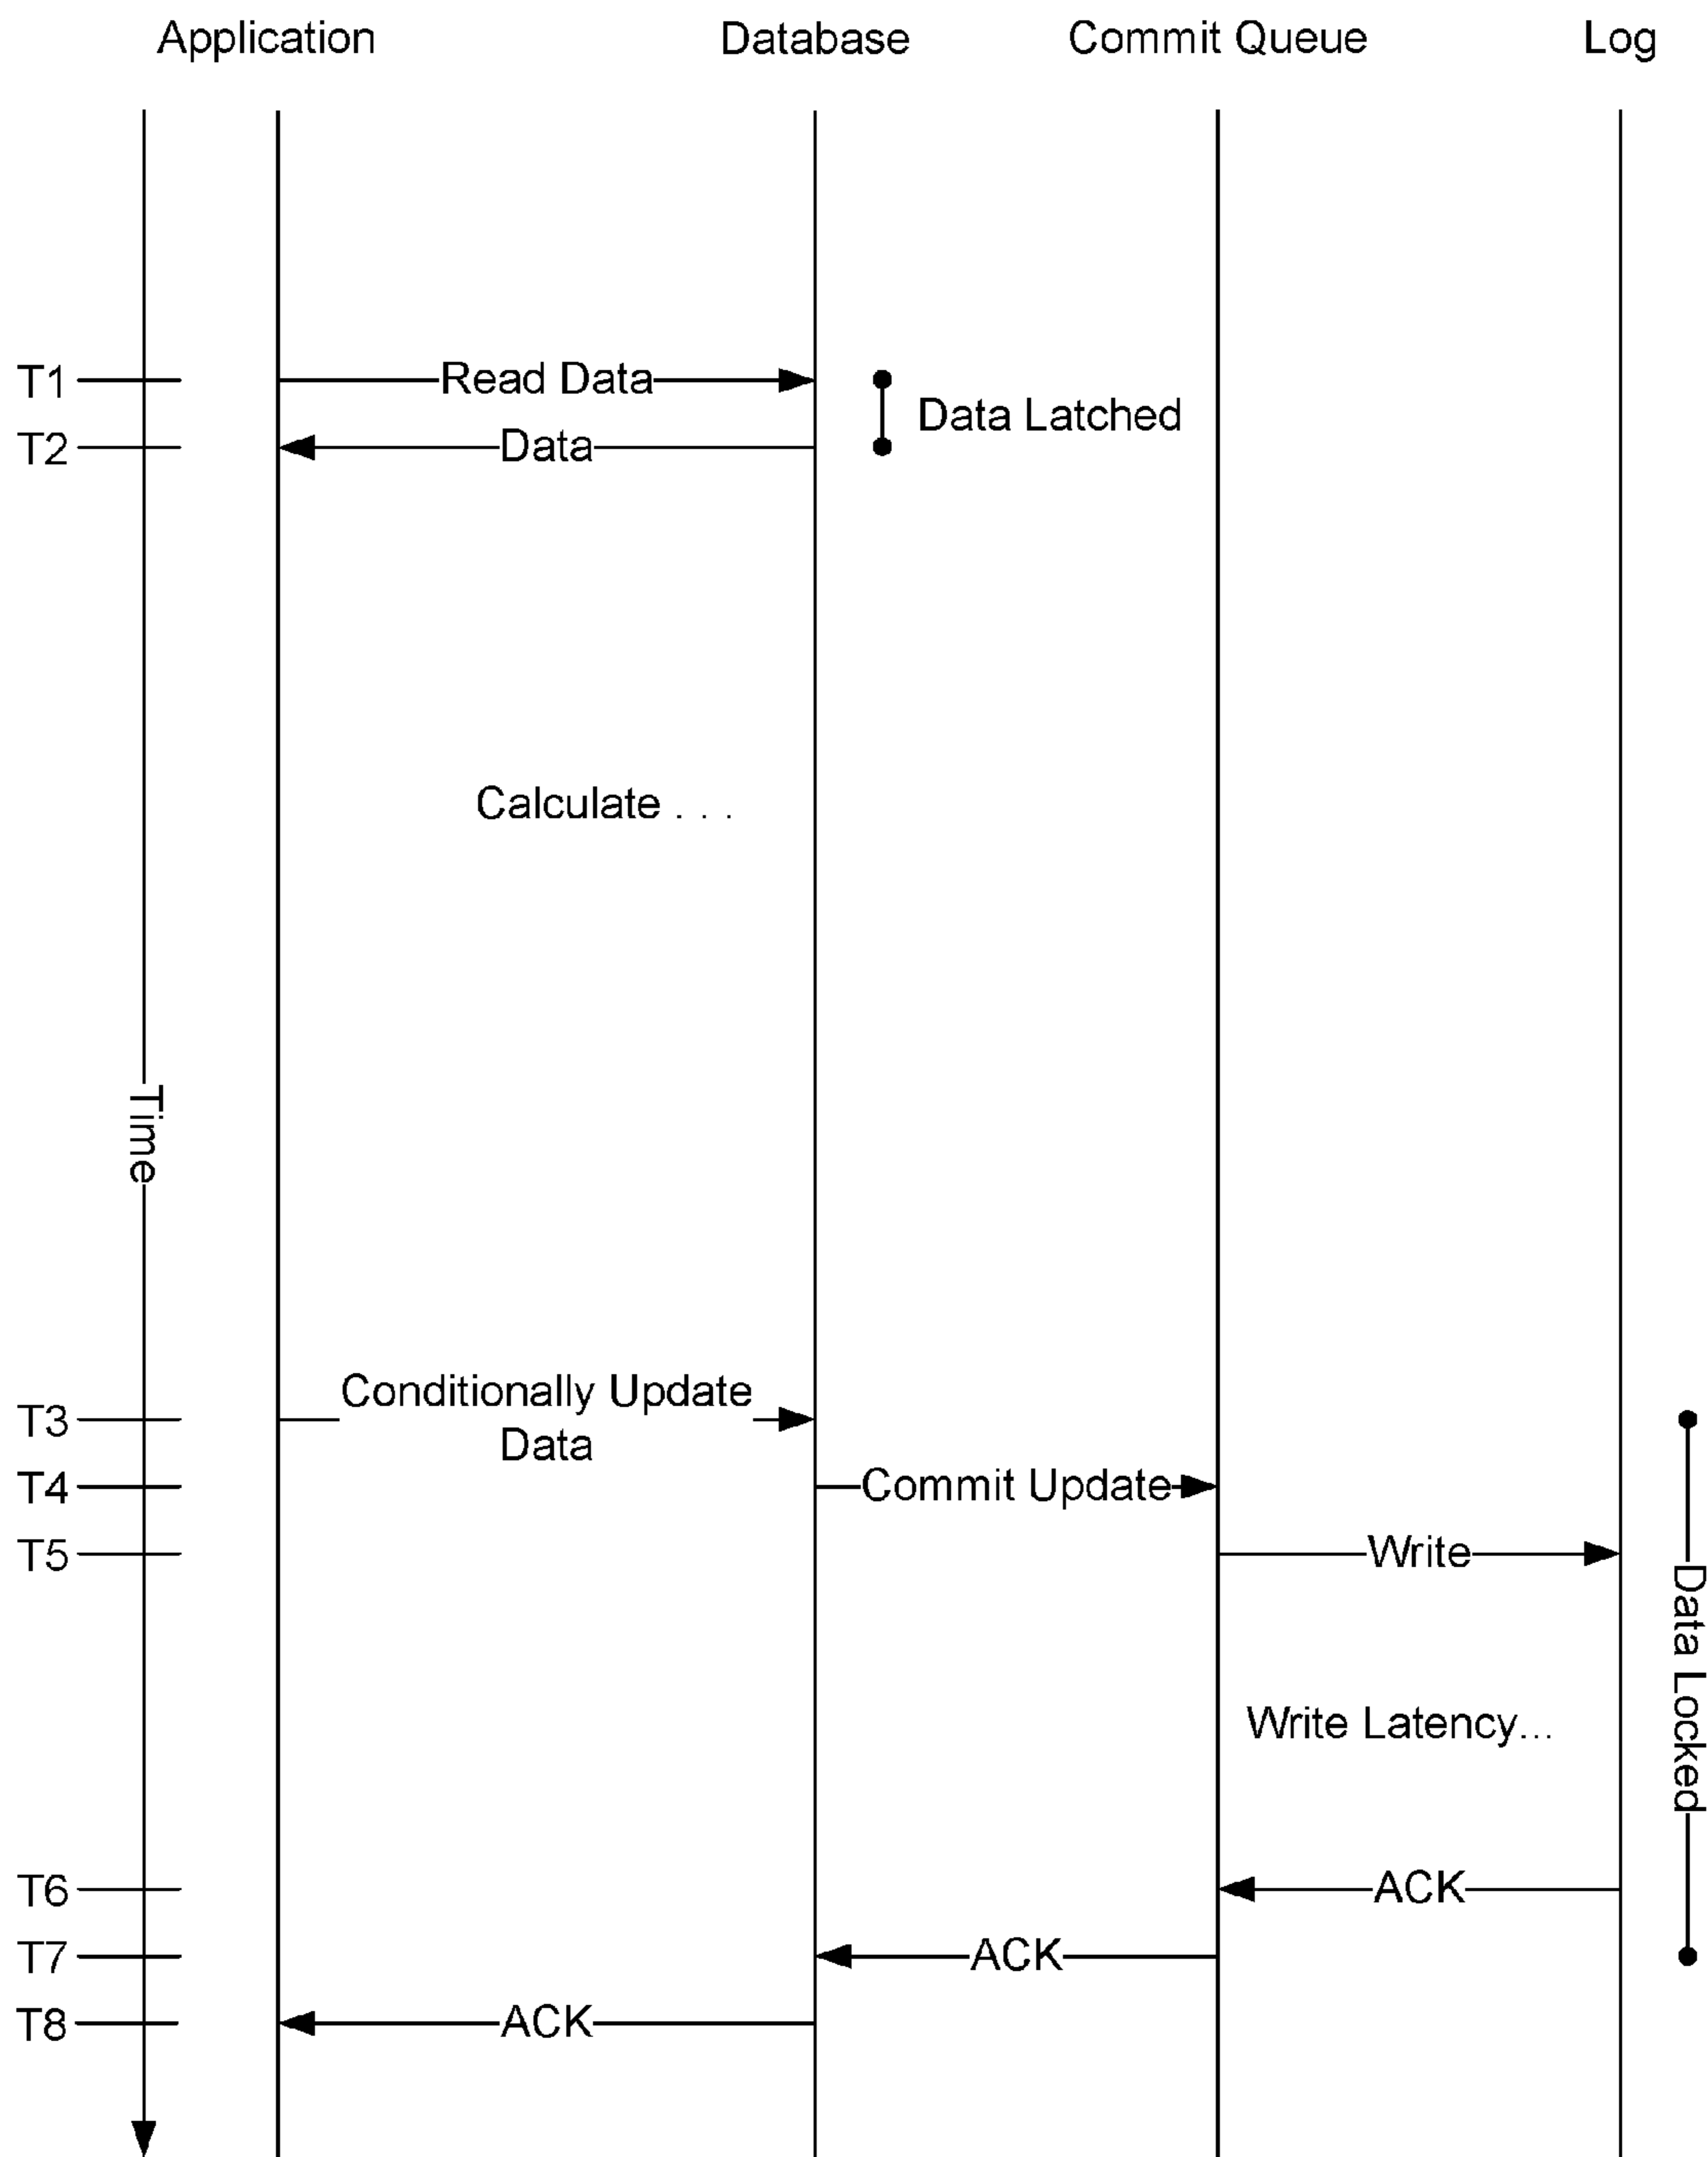 Application
Database
Commit Queue
Log
T1
Read Data
Data Latched
T2
Data
Calculate . . .
Time
Conditionally Update
Data
T3
T4
Commit Update
T5
Write
Data Locked
Write Latency...
T6
ACK
T7
ACK
T8
ACK